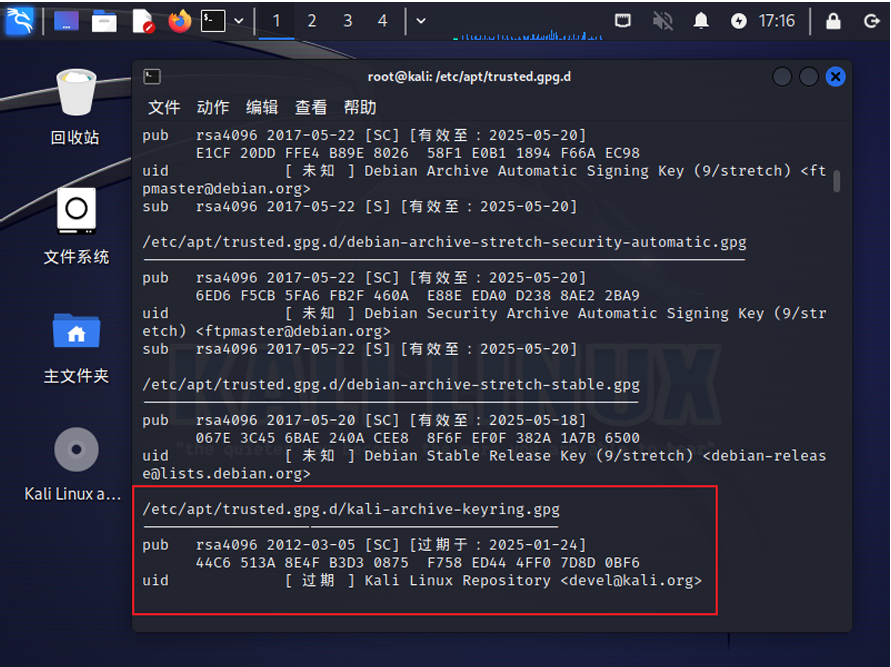 1 2 3 4 17:16
root@kali: /etc/apt/trusted.gpg.d
文件 动作 编辑 查看 帮助
pub rsa4096 2017-05-22 [SC] [有效至：2025-05-20]
E1CF 20DD FFE4 B89E 8026 58F1 E0B1 1894 F66A EC98
uid [ 未知 ] Debian Archive Automatic Signing Key (9/stretch) <ft
pmaster@debian.org>
sub rsa4096 2017-05-22 [S] [有效至：2025-05-20]
/etc/apt/trusted.gpg.d/debian-archive-stretch-security-automatic.gpg
pub rsa4096 2017-05-22 [SC] [有效至：2025-05-20]
6ED6 F5CB 5FA6 FB2F 460A E88E EDA0 D238 8AE2 2BA9
uid [ 未知 ] Debian Security Archive Automatic Signing Key (9/str
etch) <ftpmaster@debian.org>
sub rsa4096 2017-05-22 [S] [有效至：2025-05-20]
/etc/apt/trusted.gpg.d/debian-archive-stretch-stable.gpg
pub rsa4096 2017-05-20 [SC] [有效至：2025-05-18]
067E 3C45 6BAE 240A CEE8 8F6F EF0F 382A 1A7B 6500
uid [ 未知 ] Debian Stable Release Key (9/stretch) <debian-releas
e@lists.debian.org>
/etc/apt/trusted.gpg.d/kali-archive-keyring.gpg
pub rsa4096 2012-03-05 [SC] [过期于：2025-01-24]
44C6 513A 8E4F B3D3 0875 F758 ED44 4FF0 7D8D 0BF6
uid [ 过期 ] Kali Linux Repository <devel@kali.org>
回收站
文件系统
主文件夹
Kali Linux a...
KALI LINUX